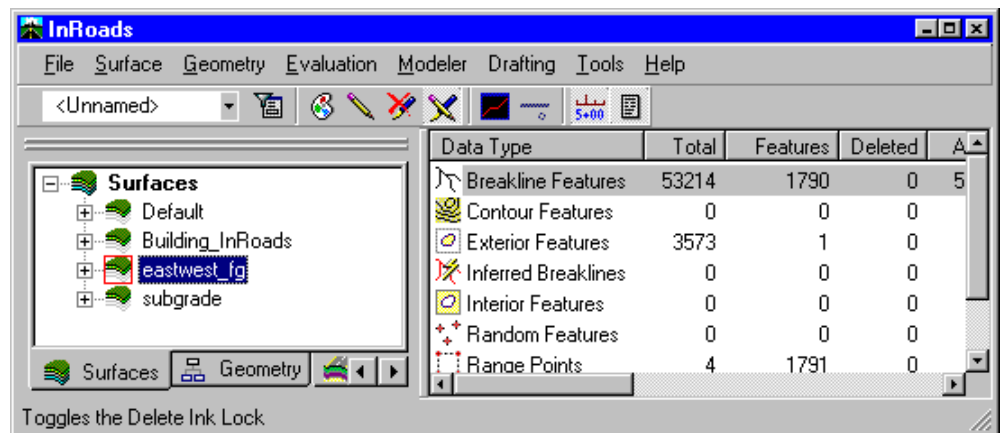 InRoads
File Surface Geometry Evaluation Modeler Drafting Tools Help
<Unnamed> 5+00
Surfaces
Default
Building_InRoads
eastwest_fg
subgrade
Surfaces Geometry
Data Type Total Features Deleted A
Breakline Features 53214 1790 0 5
Contour Features 0 0 0
Exterior Features 3573 1 0
Inferred Breaklines 0 0 0
Interior Features 0 0 0
Random Features 0 0 0
Range Points 4 1791 0
Toggles the Delete Ink Lock